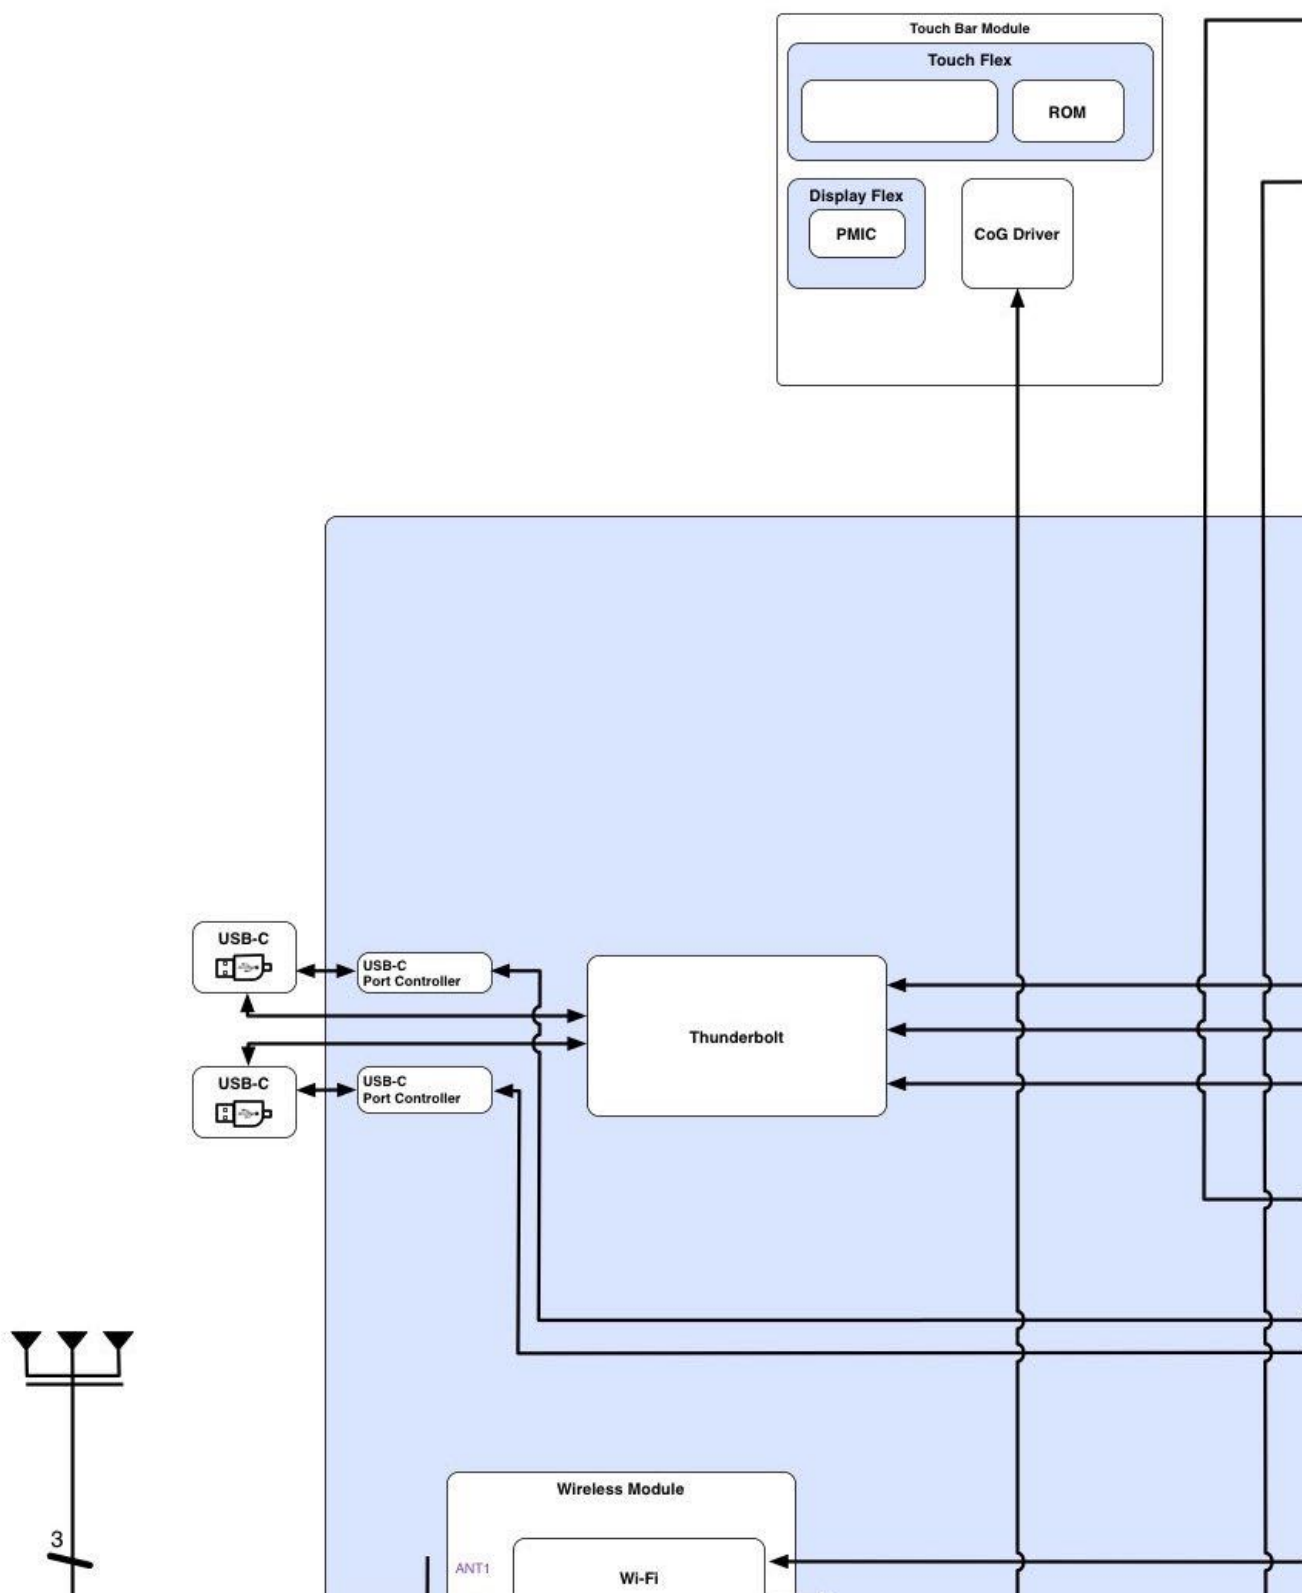 Touch Bar Module
Touch Flex
ROM
Display Flex
PMIC
CoG Driver
USB-C
USB-C
Port Controller
Thunderbolt
USB-C
USB-C
Port Controller
Wireless Module
3
ANT1
Wi-Fi